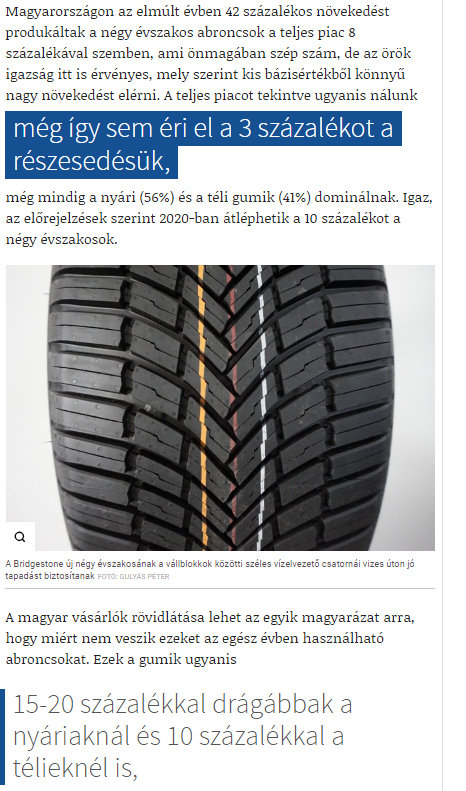 Magyarországon az elmúlt évben 42 százalékos növekedést
produkáltak a négy évszakos abroncsok a teljes piac 8
százalékával szemben, ami önmagában szép szám, de az örök
igazság itt is érvényes, mely szerint kis bázisértékből könnyű
nagy növekedést elérni. A teljes piacot tekintve ugyanis nálunk
még így sem éri el a 3 százalékot a
részesedésük,
még mindig a nyári (56%) és a téli gumik (41%) dominálnak. Igaz,
az előrejelzések szerint 2020-ban átléphetik a 10 százalékot a
négy évszakosok.
A Bridgestone új négy évszakosának a vállblokkok közötti széles vízelvezető csatornái vizes úton jó
tapadást biztosítanak FOTÓ: GULYÁS PÉTER
A magyar vásárlók rövidlátása lehet az egyik magyarázat arra,
hogy miért nem veszik ezeket az egész évben használható
abroncsokat. Ezek a gumik ugyanis
15-20 százalékkal drágábbak a
nyáriaknál és 10 százalékkal a
télieknél is,